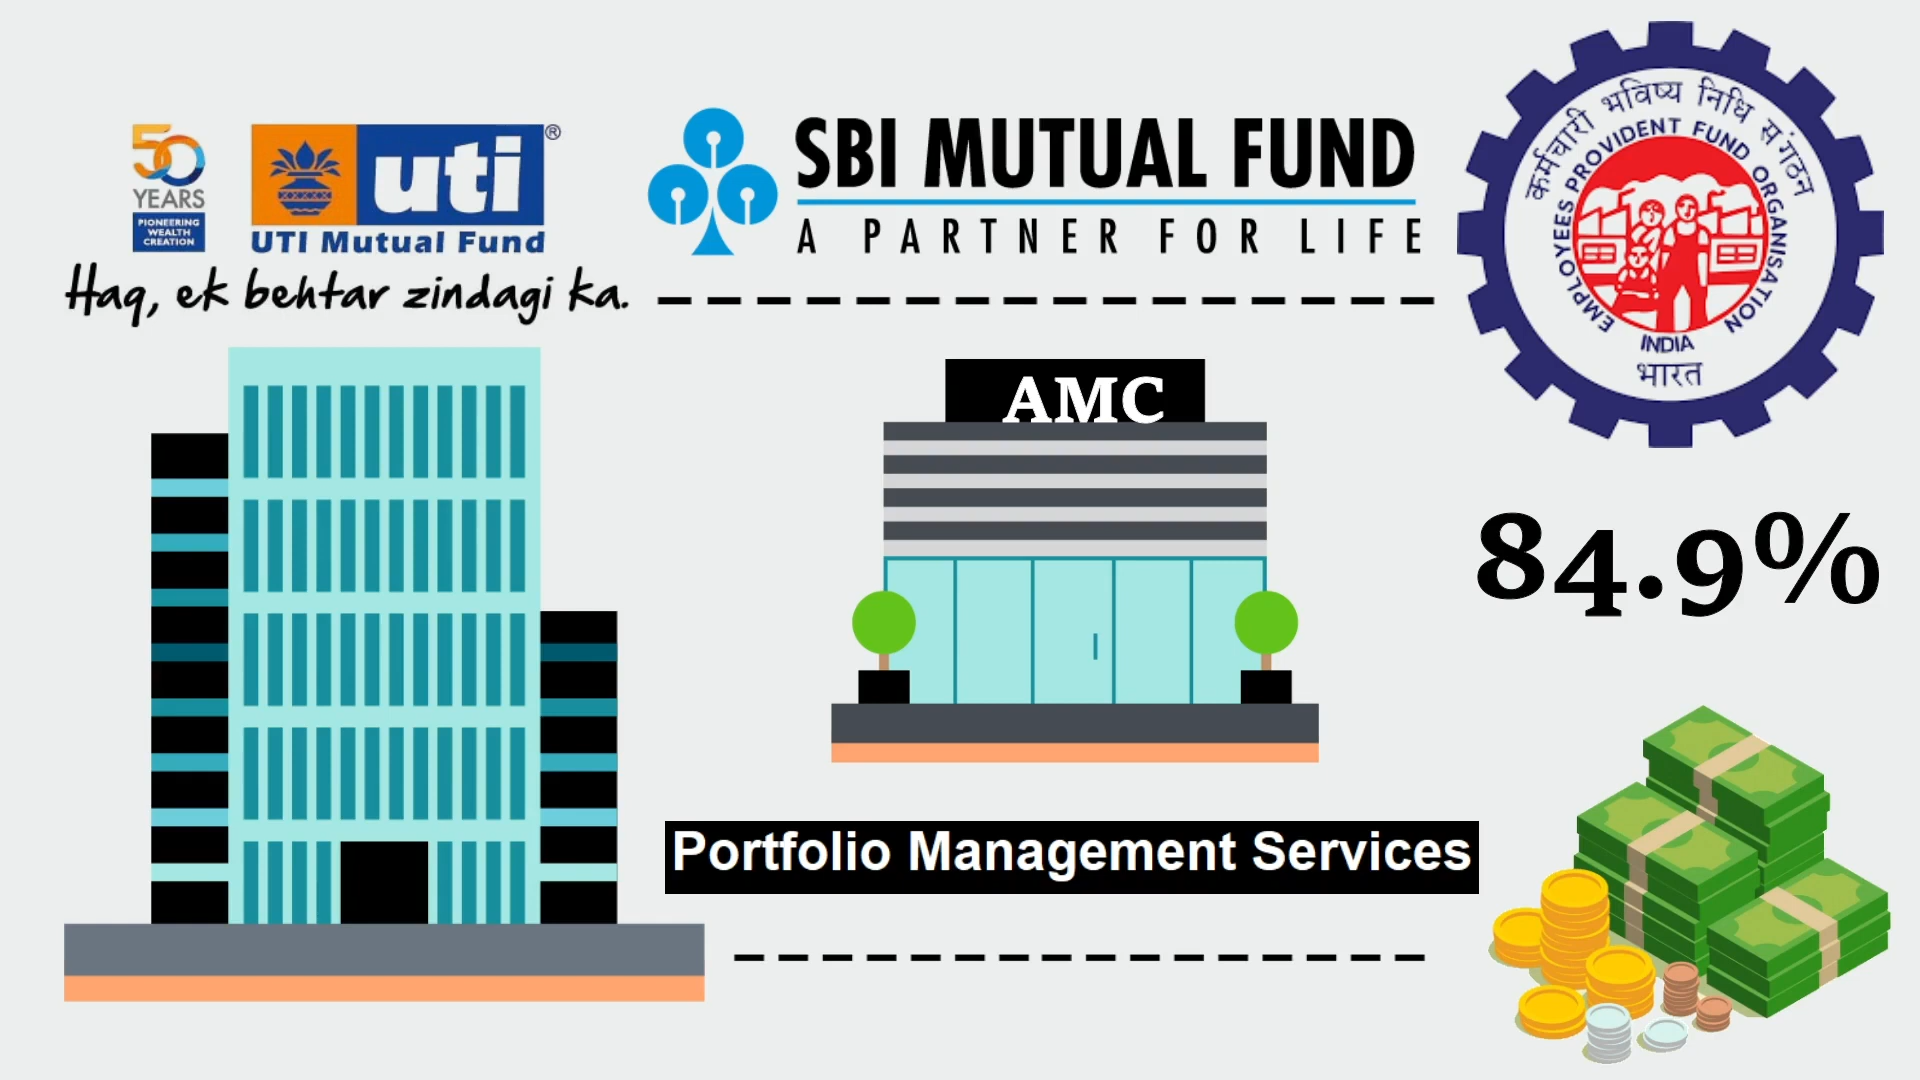 50
YEARS
PIONEERING
WEALTH
CREATION
uti®
UTI Mutual Fund
Haq, ek behtar zindagi ka.
SBI MUTUAL FUND
A PARTNER FOR LIFE
कर्मचारी भविष्य निधि संगठन
EMPLOYEES PROVIDENT FUND ORGANISATION
INDIA
भारत
AMC
84.9%
Portfolio Management Services